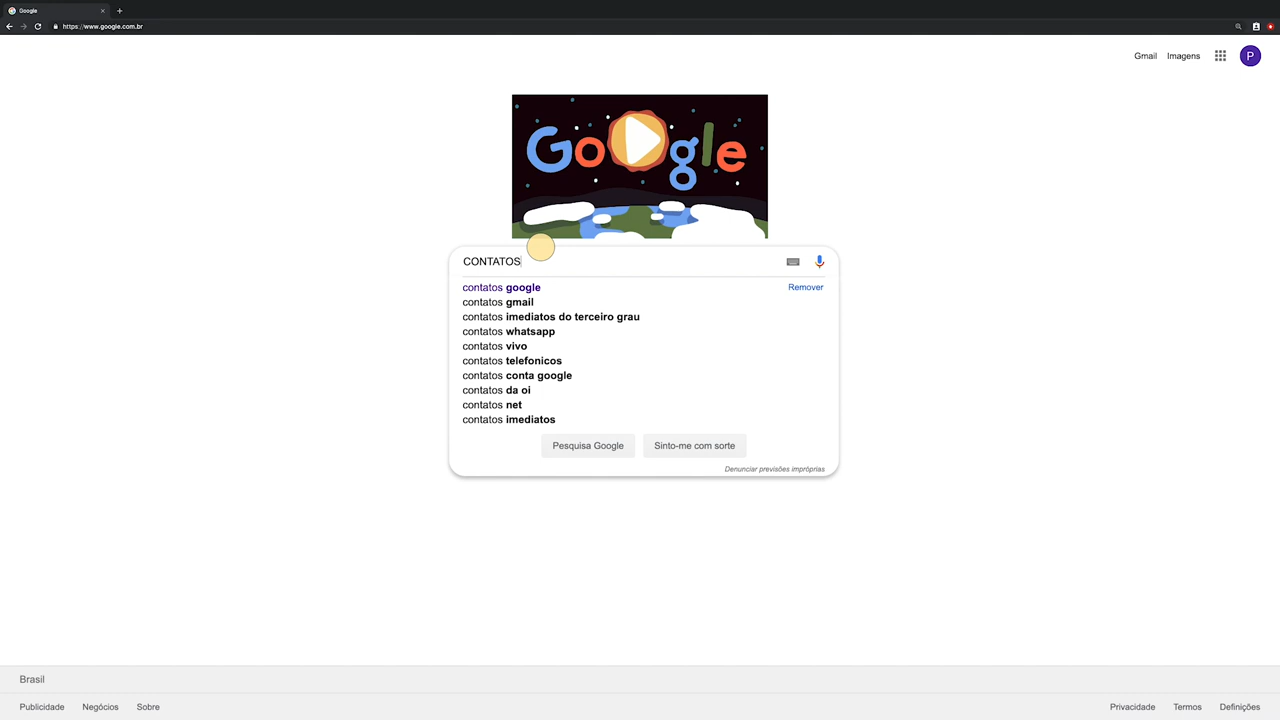 Google
https://www.google.com.br
Gmail Imagens P
Google
CONTATOS
contatos google Remover
contatos gmail
contatos imediatos do terceiro grau
contatos whatsapp
contatos vivo
contatos telefonicos
contatos conta google
contatos da oi
contatos net
contatos imediatos
Pesquisa Google Sinto-me com sorte
Denunciar previsões impróprias
Brasil
Publicidade Negócios Sobre Privacidade Termos Definições